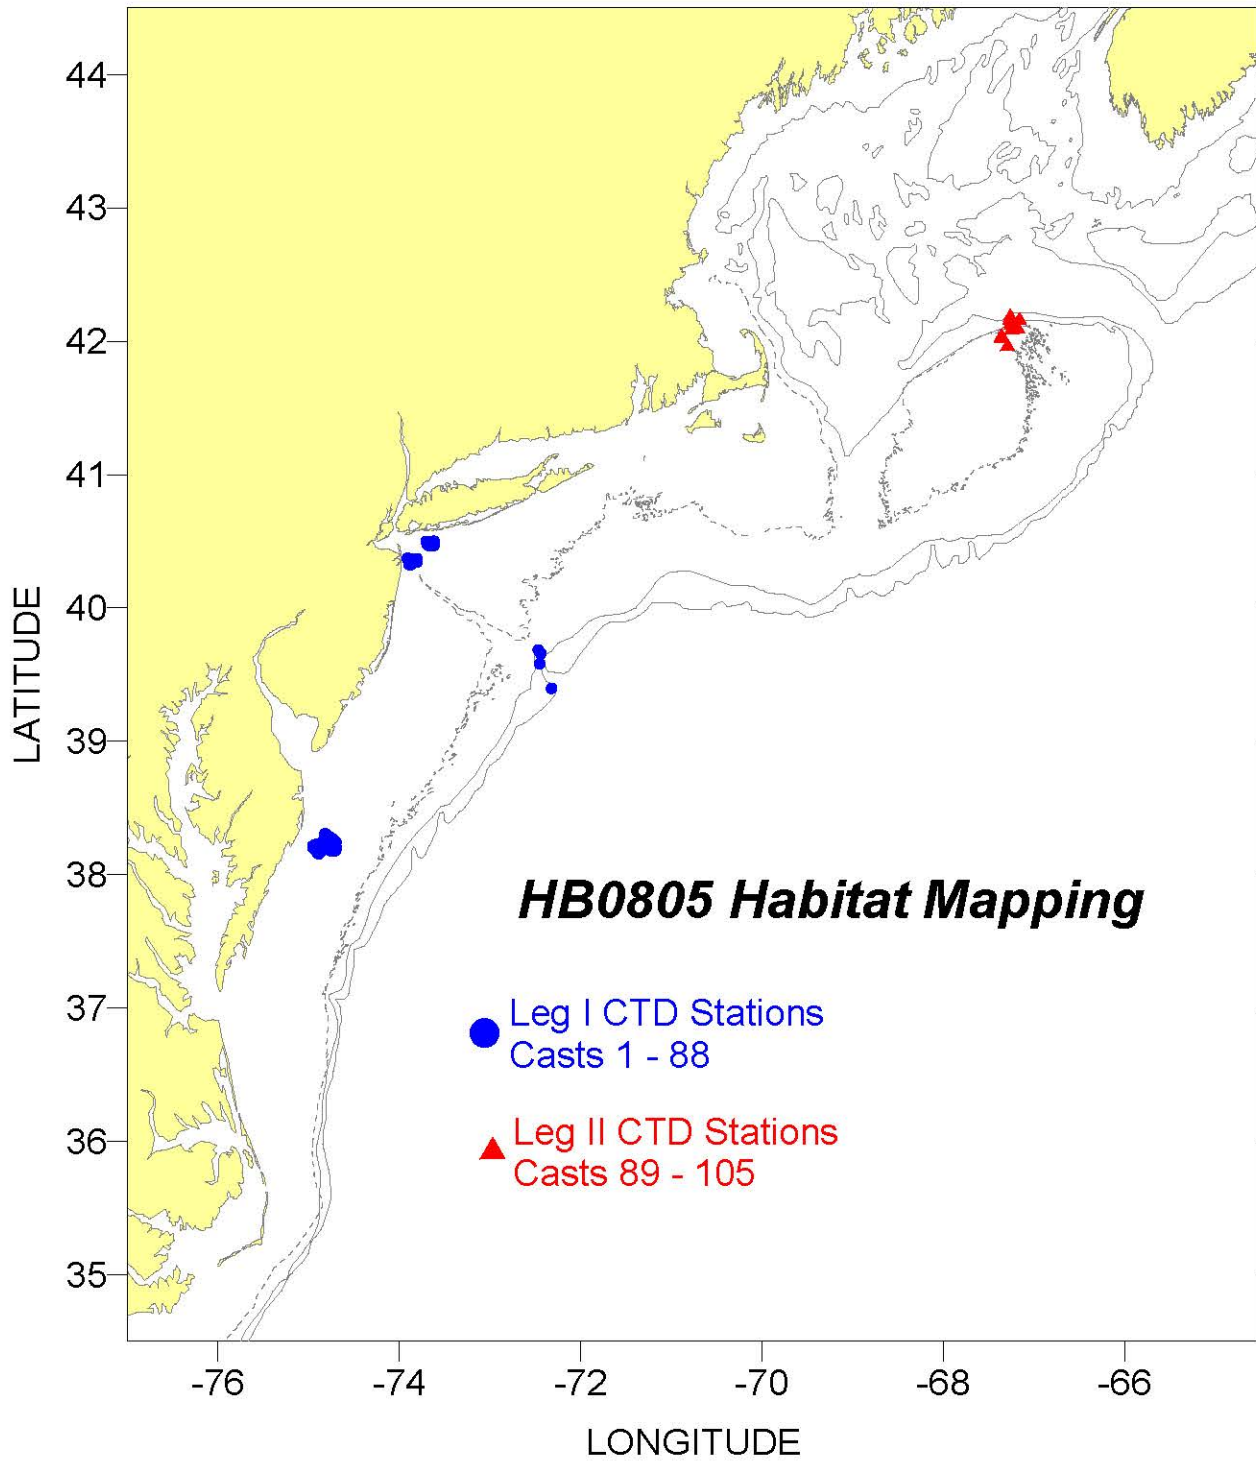 44
43
42
41
40
39
38
37
36
35
LATITUDE
HB0805 Habitat Mapping
Leg I CTD Stations
Casts 1 - 88
Leg II CTD Stations
Casts 89 - 105
-76 -74 -72 -70 -68 -66
LONGITUDE